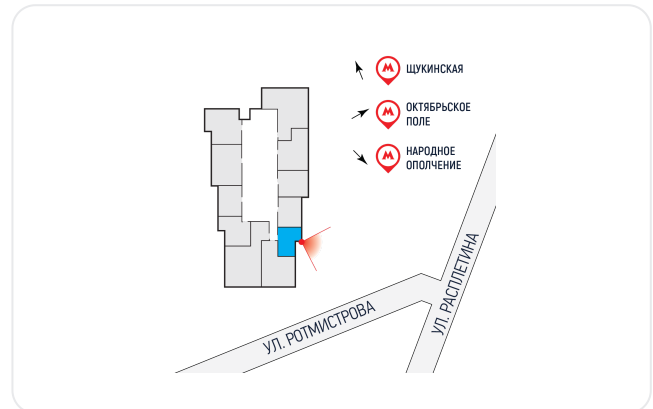 ЩУКИНСКАЯ
ОКТЯБРЬСКОЕ
ПОЛЕ
НАРОДНОЕ
ОПОЛЧЕНИЕ
УЛ. РАСПЛЕТИНА
УЛ. РОТМИСТРОВА